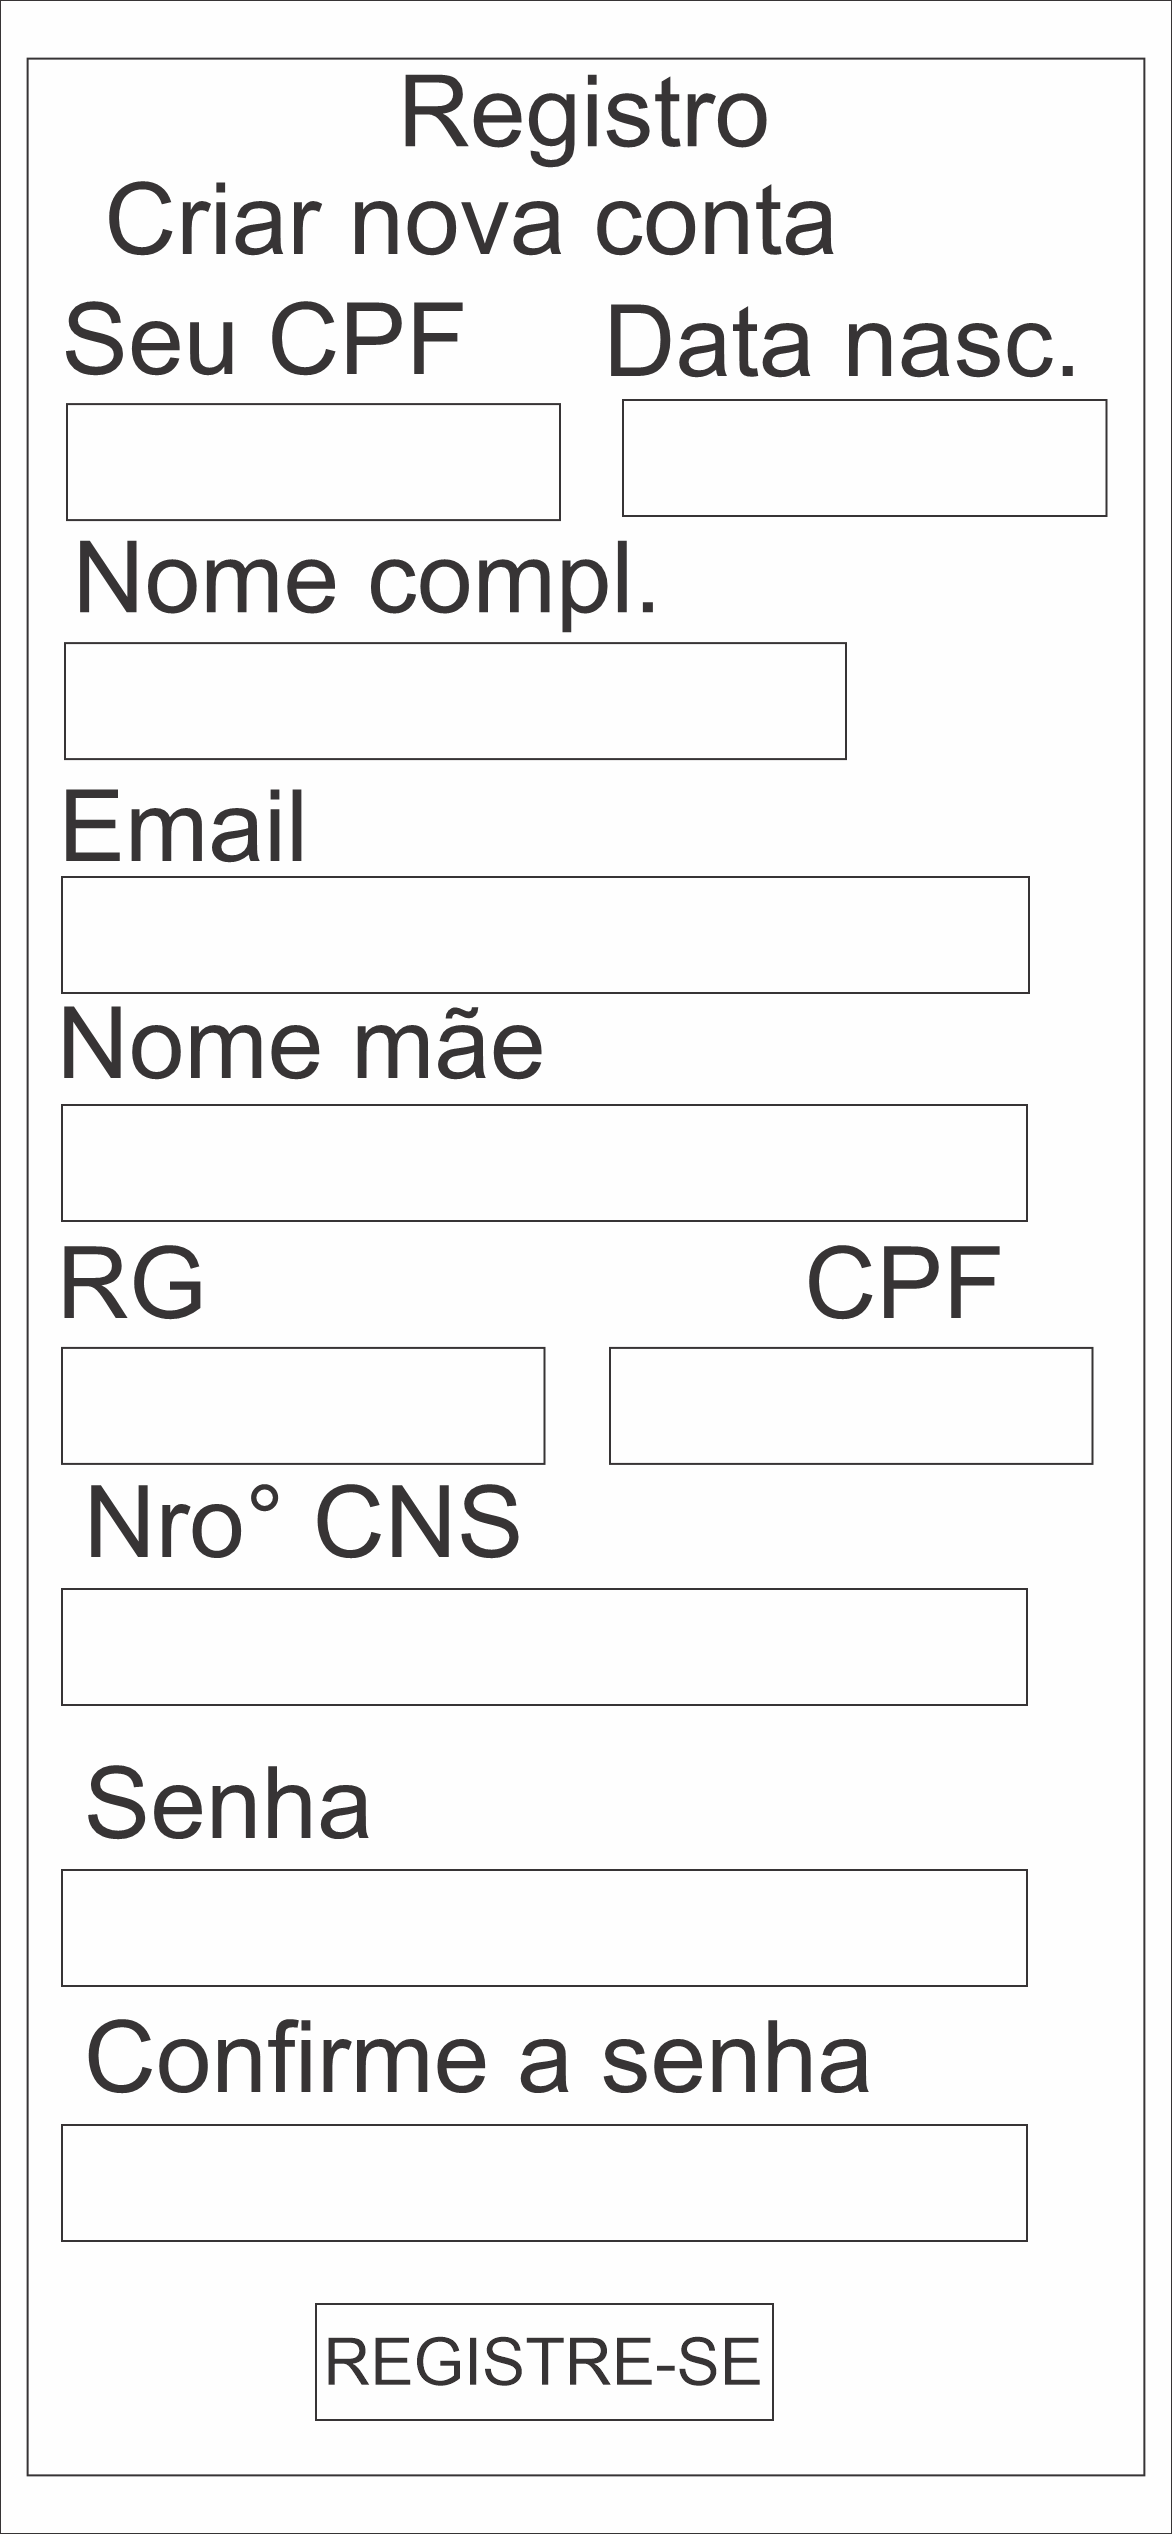 Registro
Criar nova conta
Seu CPF Data nasc.
Nome compl.
Email
Nome mãe
RG CPF
Nro° CNS
Senha
Confirme a senha
REGISTRE-SE